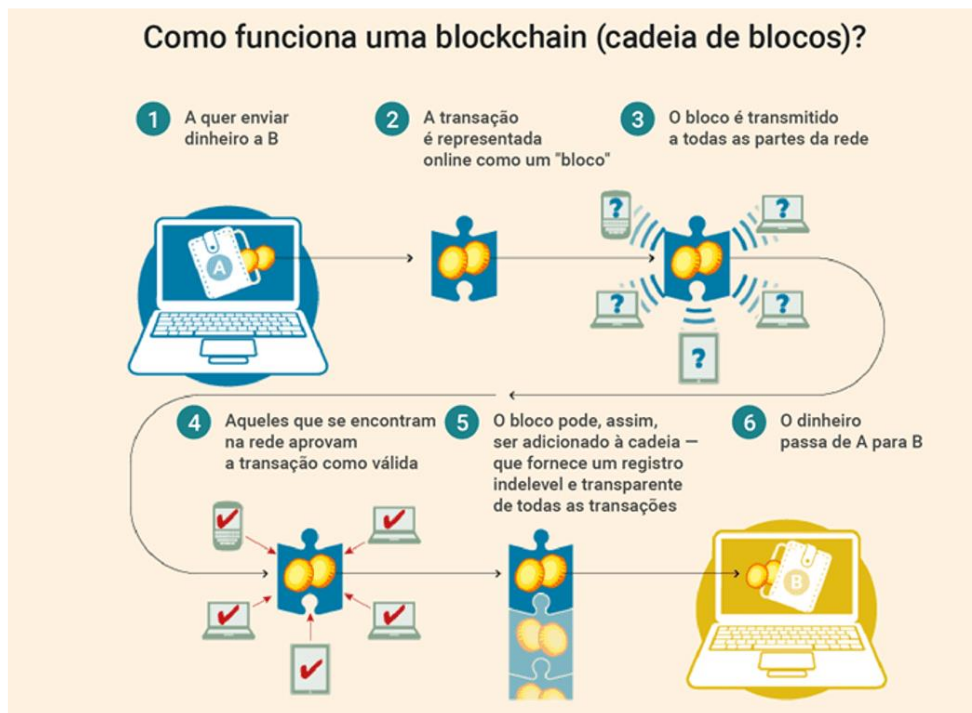 Como funciona uma blockchain (cadeia de blocos)?
1
A quer enviar
dinheiro a B
2
A transação
é representada
online como um "bloco"
3
O bloco é transmitido
a todas as partes da rede
A
?
?
?
?
?
4
Aqueles que se encontram
na rede aprovam
a transação como válida
5
O bloco pode, assim,
ser adicionado à cadeia —
que fornece um registro
indelevel e transparente
de todas as transações
6
O dinheiro
passa de A para B
B